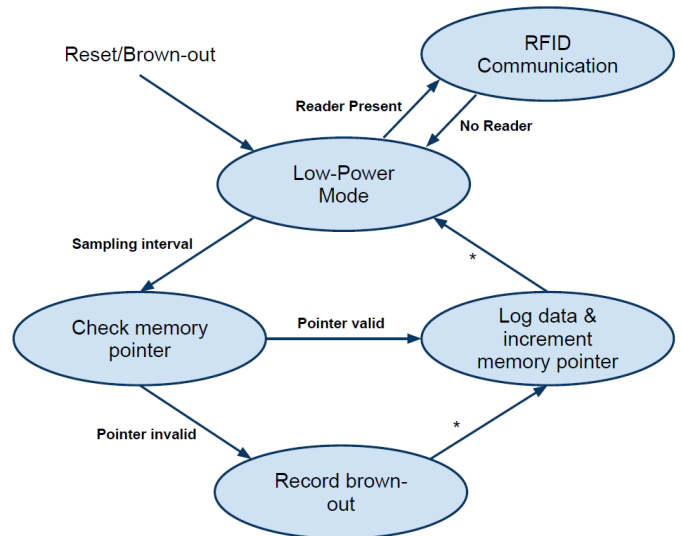 Reset/Brown-out
RFID
Communication
Reader Present
No Reader
Low-Power
Mode
Sampling interval
*
Check memory
pointer
Pointer valid
Log data &
increment
memory pointer
Pointer invalid
*
Record brown-
out